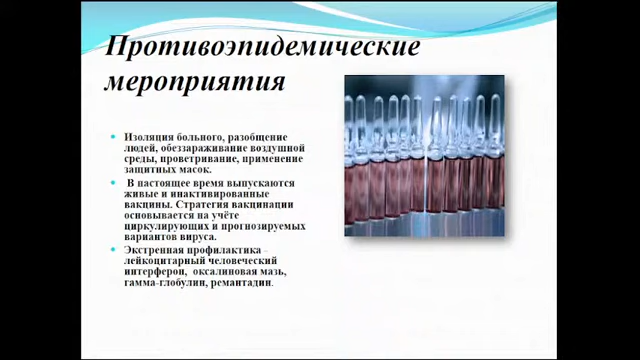 Противоэпидемические
мероприятия
Изоляция больного, разобщение
людей, обеззараживание воздушной
среды, проветривание, применение
защитных масок.
В настоящее время выпускаются
живые и инактивированные
вакцины. Стратегия вакцинации
основывается на учёте
циркулирующих и прогнозируемых
вариантов вируса.
Экстренная профилактика -
лейкоцитарный человеческий
интерферон, оксалиновая мазь,
гамма-глобулин, ремантадин.